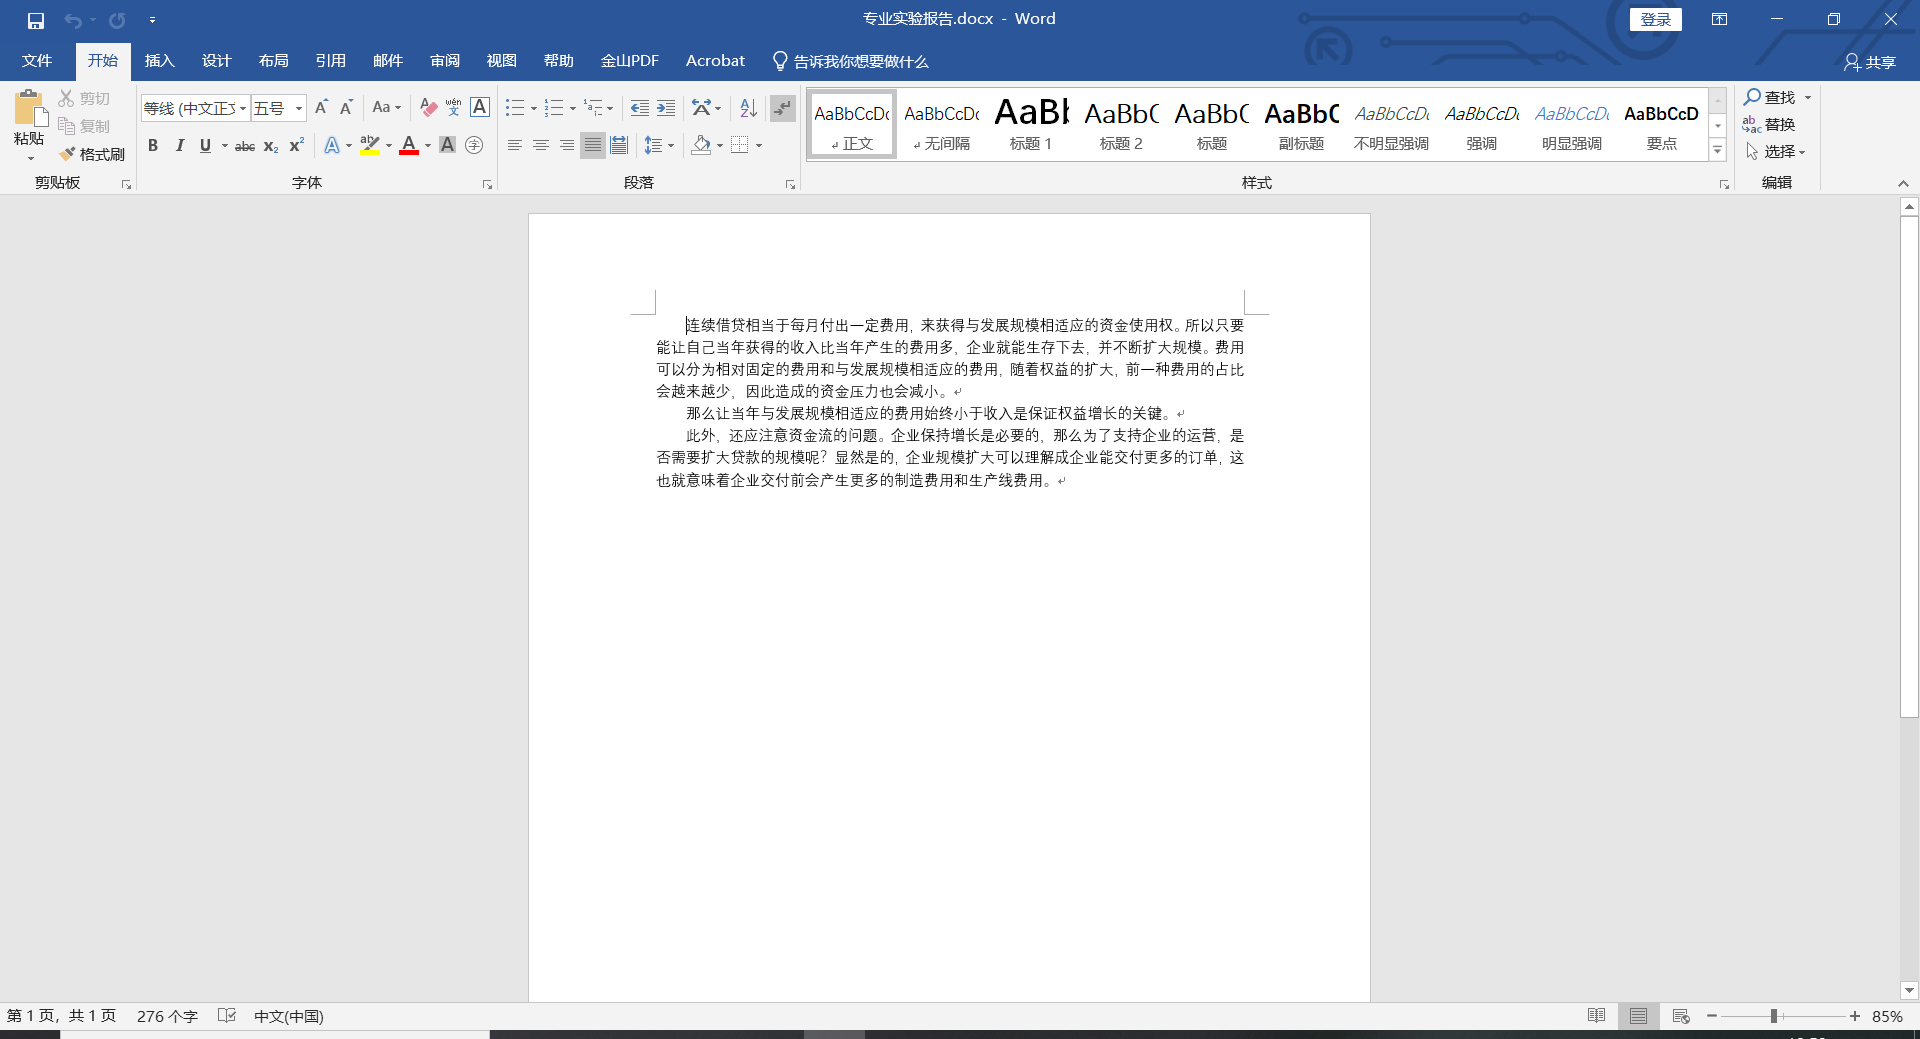 专业实验报告.docx - Word
登录
文件 开始 插入 设计 布局 引用 邮件 审阅 视图 帮助 金山PDF Acrobat 告诉我你想要做什么 共享
粘贴 剪切 复制 格式刷 剪贴板
等线 (中文正文 五号 字体
段落
AaBbCcDc 正文
AaBbCcDc 无间隔
AaBl 标题 1
AaBbC 标题 2
AaBbC 标题
AaBbC 副标题
AaBbCcDc 不明显强调
AaBbCcDc 强调
AaBbCcDc 明显强调
AaBbCcD 要点
样式
查找 替换 选择 编辑
连续借贷相当于每月付出一定费用，来获得与发展规模相适应的资金使用权。所以只要
能让自己当年获得的收入比当年产生的费用多，企业就能生存下去，并不断扩大规模。费用
可以分为相对固定的费用和与发展规模相适应的费用，随着权益的扩大，前一种费用的占比
会越来越少，因此造成的资金压力也会减小。
那么让当年与发展规模相适应的费用始终小于收入是保证权益增长的关键。
此外，还应注意资金流的问题。企业保持增长是必要的，那么为了支持企业的运营，是
否需要扩大贷款的规模呢？显然是的，企业规模扩大可以理解成企业能交付更多的订单，这
也就意味着企业交付前会产生更多的制造费用和生产线费用。
第 1 页，共 1 页 276 个字 中文(中国) 85%